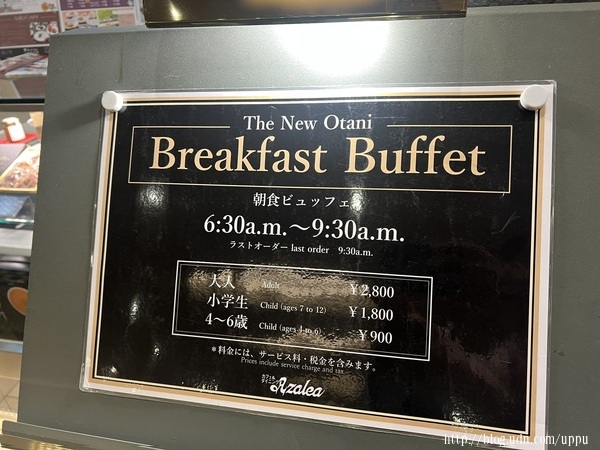 The New Otani
Breakfast Buffet
朝食ビュッフェ
6:30a.m.～9:30a.m.
ラストオーダー last order 9:30a.m.
大人 Adult ￥2,800
小学生 Child (ages 7 to 12) ￥1,800
4～6歳 Child (ages 4 to 6) ￥900
＊料金には、サービス料・税金を含みます。
Prices include service charge and tax.
Azalea
http://blog.udn.com/uppu